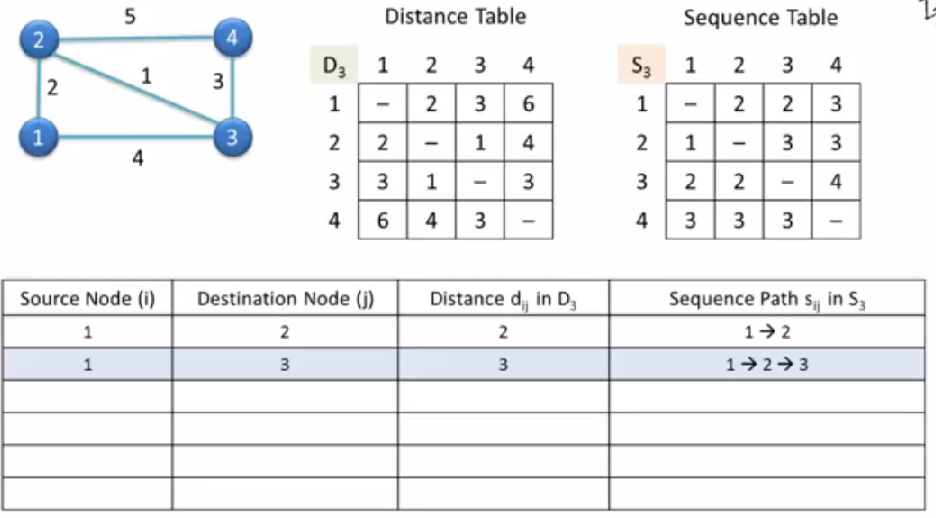 5
2 4
2 1 3
1 3
4
Distance Table
D₃ 1 2 3 4
1 – 2 3 6
2 2 – 1 4
3 3 1 – 3
4 6 4 3 –
Sequence Table
S₃ 1 2 3 4
1 – 2 2 3
2 1 – 3 3
3 2 2 – 4
4 3 3 3 –
Source Node (i) Destination Node (j) Distance dᵢⱼ in D₃ Sequence Path sᵢⱼ in S₃
1 2 2 1→2
1 3 3 1→2→3